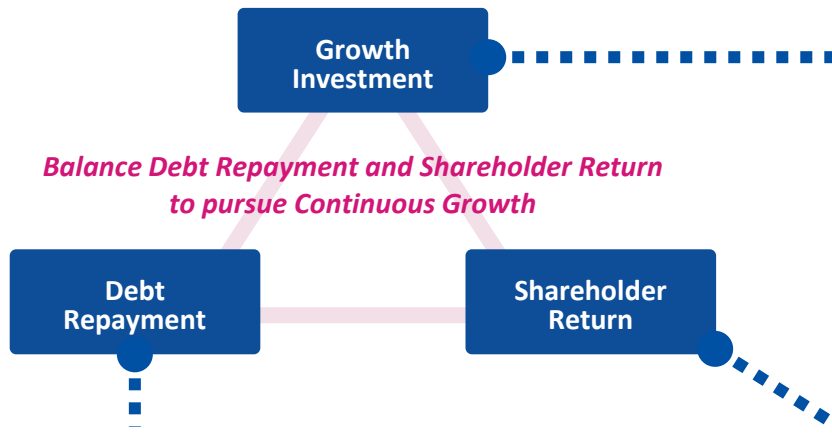 Growth
Investment
Balance Debt Repayment and Shareholder Return
to pursue Continuous Growth
Debt
Repayment
Shareholder
Return